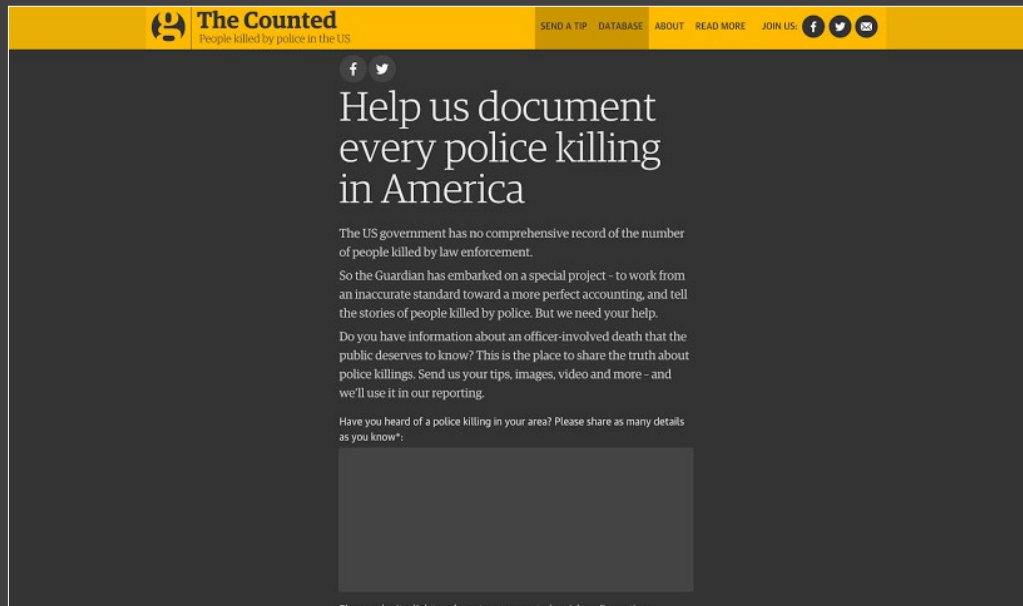 The Counted
People killed by police in the US
SEND A TIP DATABASE ABOUT READ MORE JOIN US:
Help us document
every police killing
in America
The US government has no comprehensive record of the number
of people killed by law enforcement.
So the Guardian has embarked on a special project – to work from
an inaccurate standard toward a more perfect accounting, and tell
the stories of people killed by police. But we need your help.
Do you have information about an officer-involved death that the
public deserves to know? This is the place to share the truth about
police killings. Send us your tips, images, video and more – and
we'll use it in our reporting.
Have you heard of a police killing in your area? Please share as many details
as you know*: